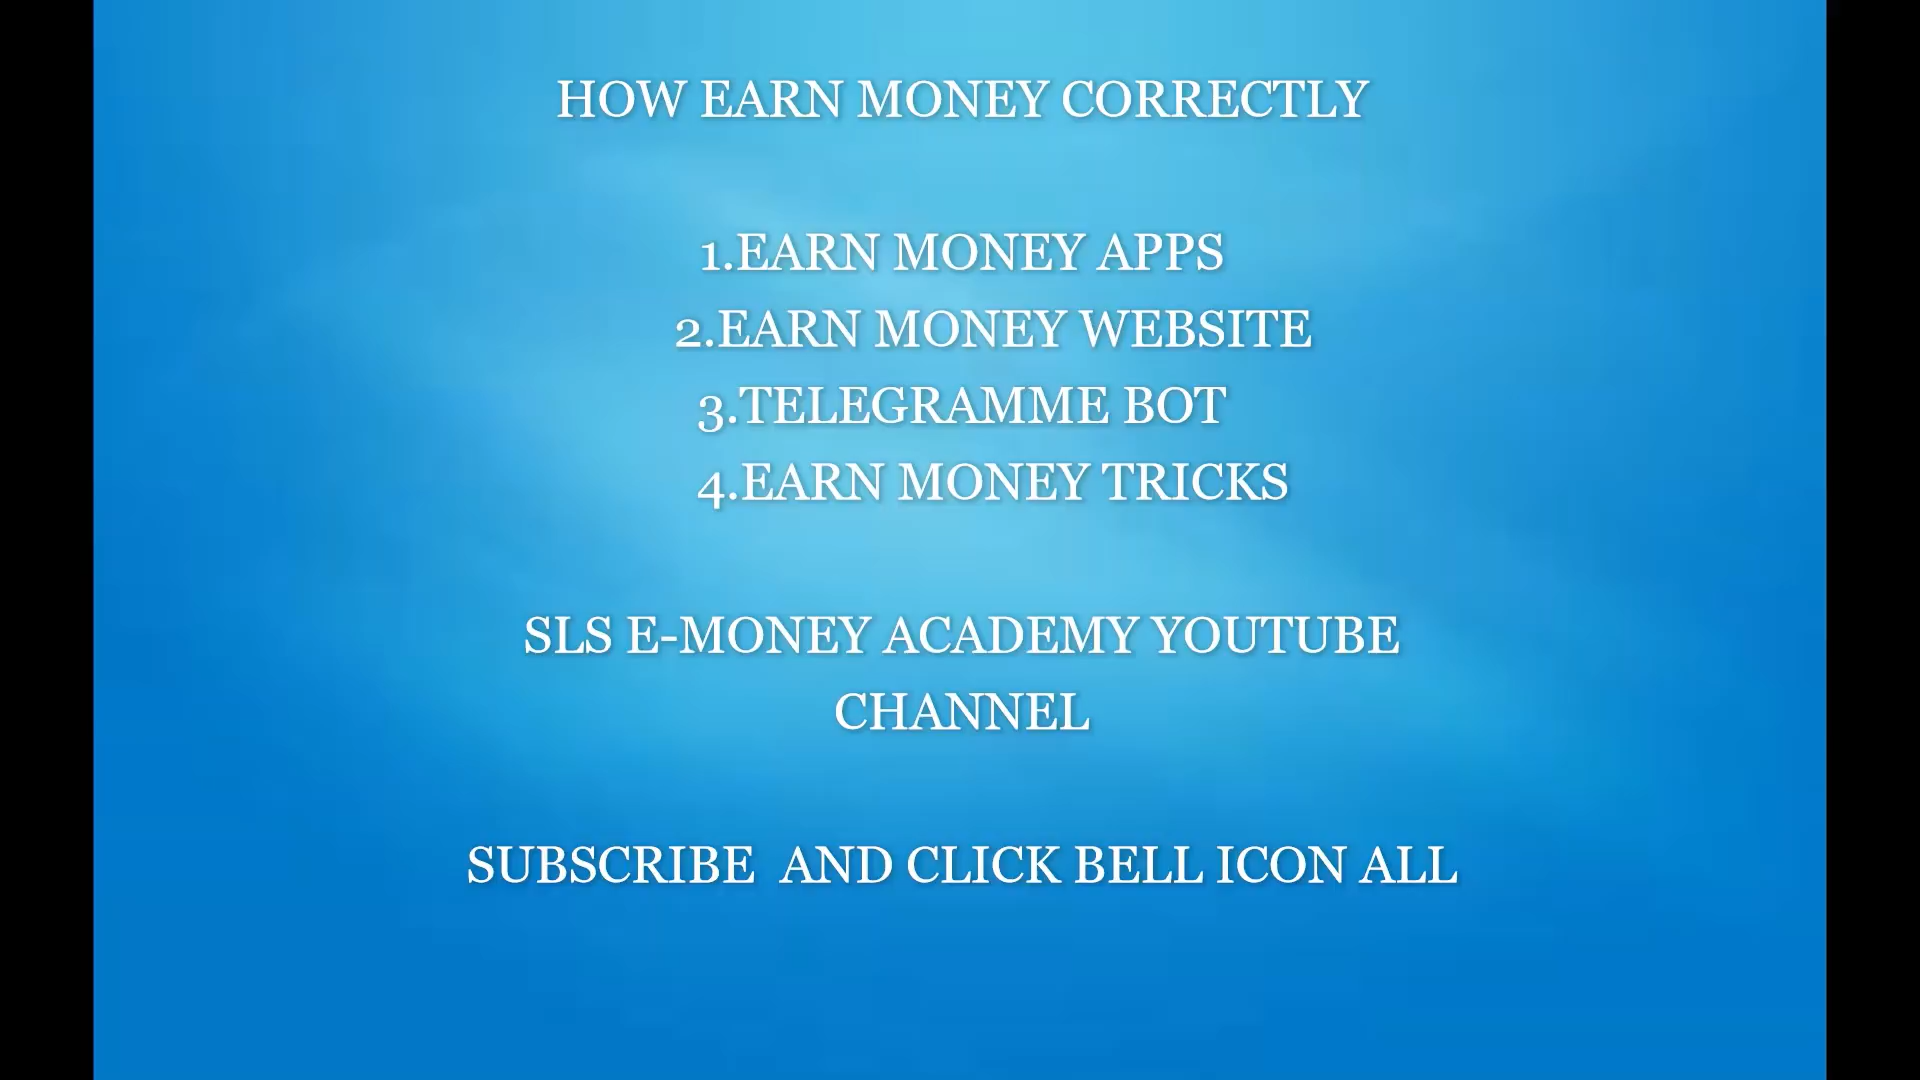 HOW EARN MONEY CORRECTLY
1.EARN MONEY APPS
2.EARN MONEY WEBSITE
3.TELEGRAMME BOT
4.EARN MONEY TRICKS
SLS E-MONEY ACADEMY YOUTUBE
CHANNEL
SUBSCRIBE  AND CLICK BELL ICON ALL